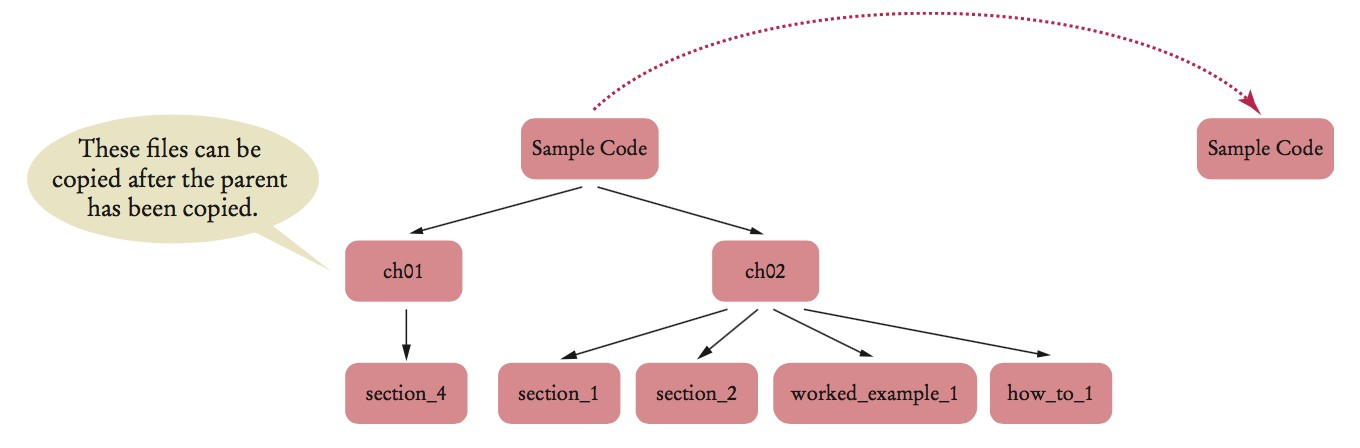 These files can be
copied after the parent
has been copied.
Sample Code
Sample Code
ch01
ch02
section_4
section_1
section_2
worked_example_1
how_to_1